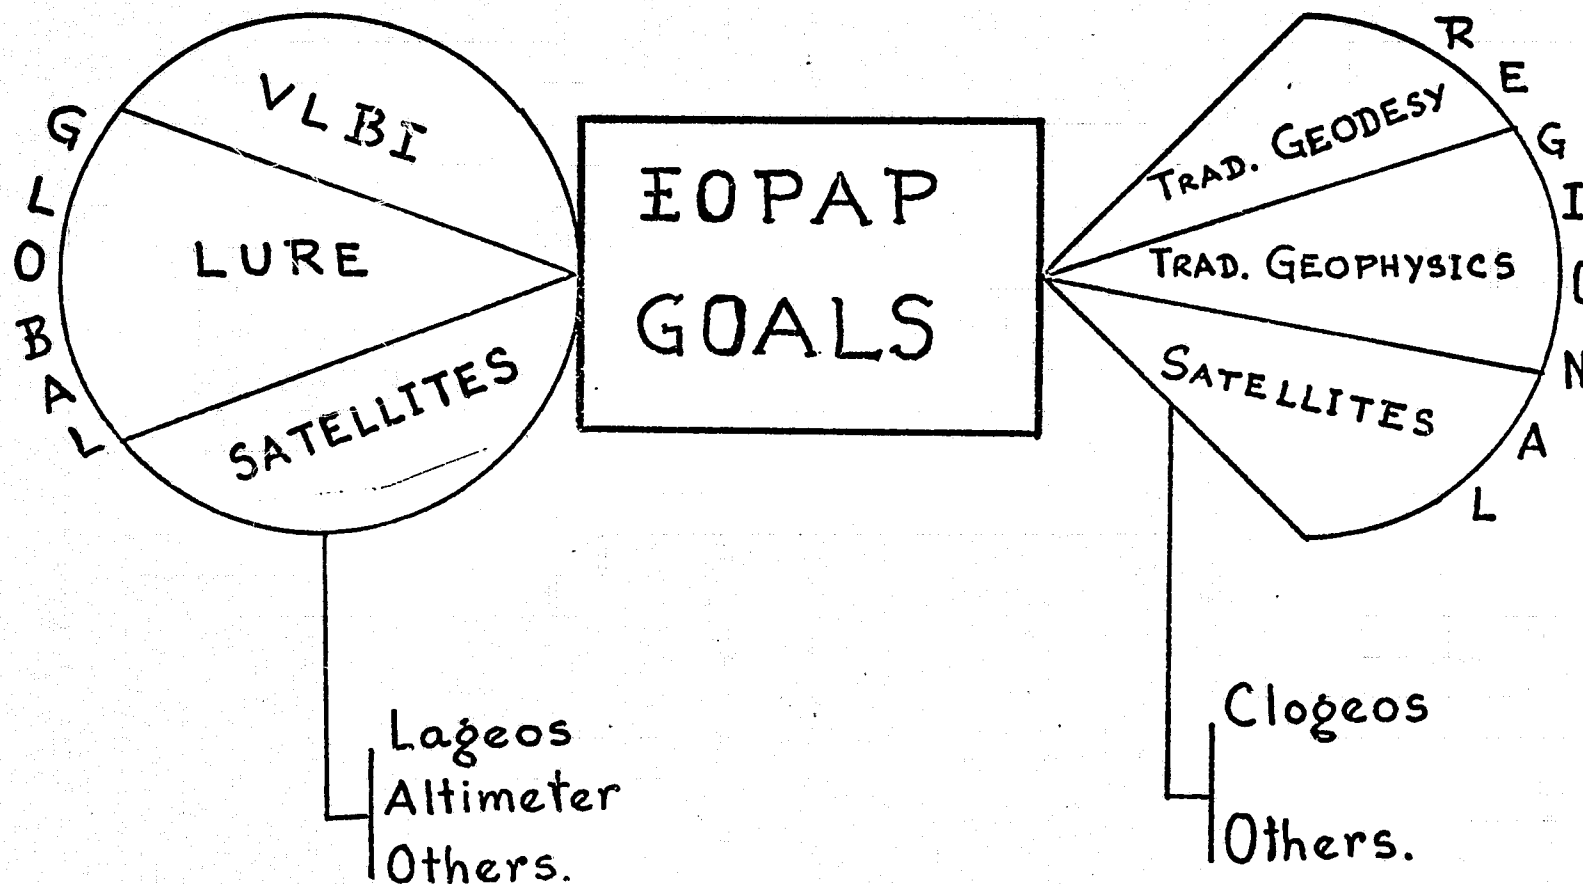 GLOBAL
VLBI
LURE
SATELLITES
EOPAP
GOALS
REGIONAL
TRAD. GEODESY
TRAD. GEOPHYSICS
SATELLITES
Lageos
Altimeter
Others.
Clogeos
Others.